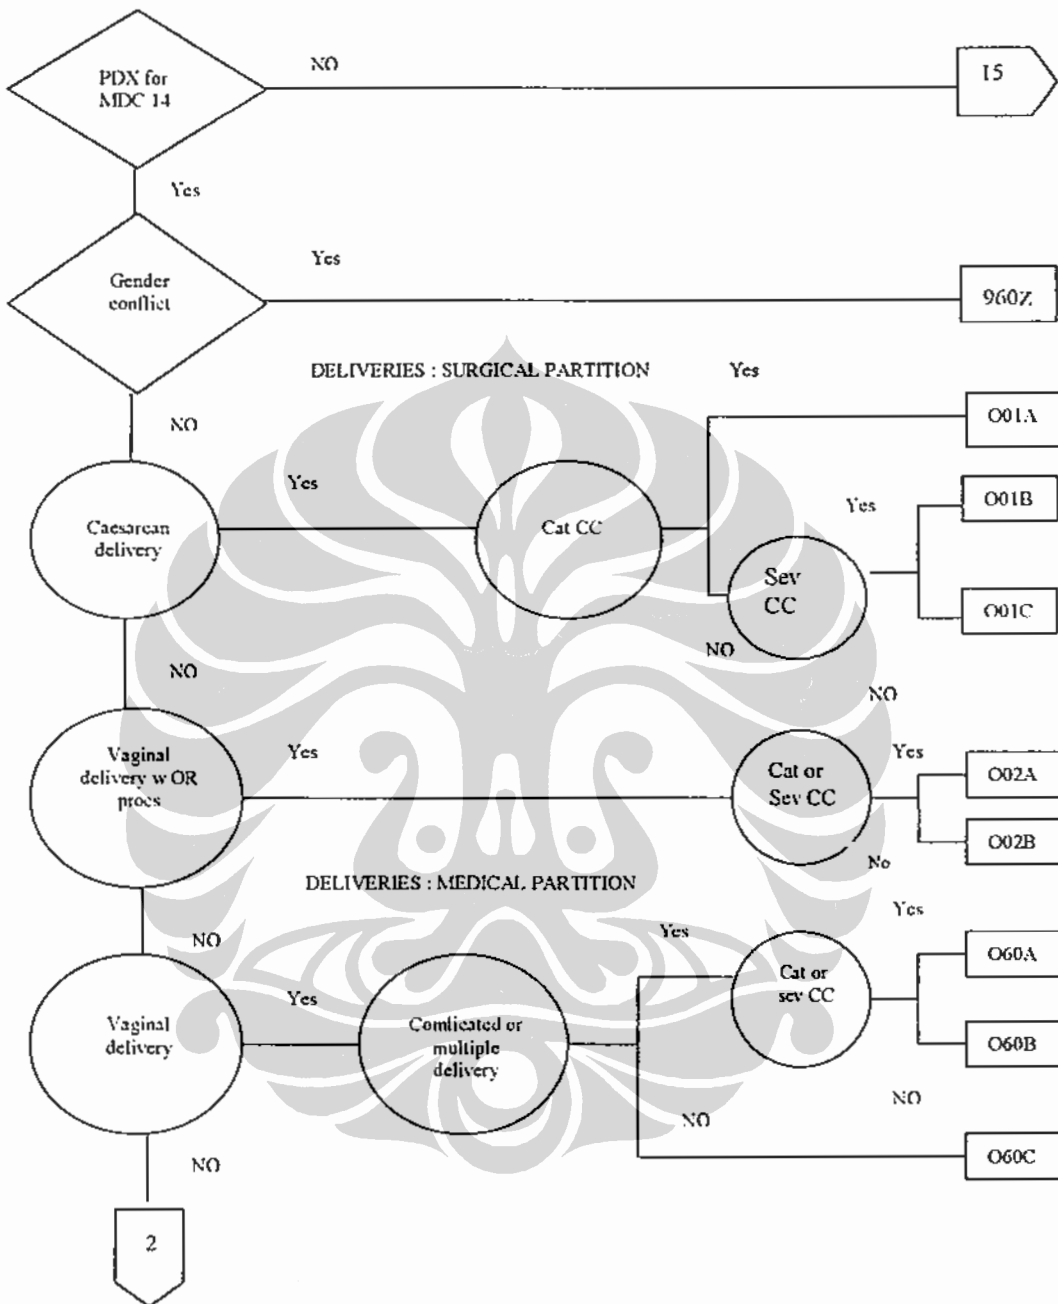 PDX for
MDC 14
NO
15
Yes
Gender
conflict
Yes
960Z
DELIVERIES : SURGICAL PARTITION
Yes
NO
O01A
Caesarean
delivery
Yes
Cat CC
Yes
O01B
Sev
CC
O01C
NO
NO
NO
Vaginal
delivery w OR
procs
Yes
Cat or
Sev CC
Yes
O02A
O02B
No
DELIVERIES : MEDICAL PARTITION
NO
Yes
Yes
Vaginal
delivery
Yes
Comlicated or
multiple
delivery
Cat or
sev CC
O60A
O60B
NO
NO
O60C
NO
2